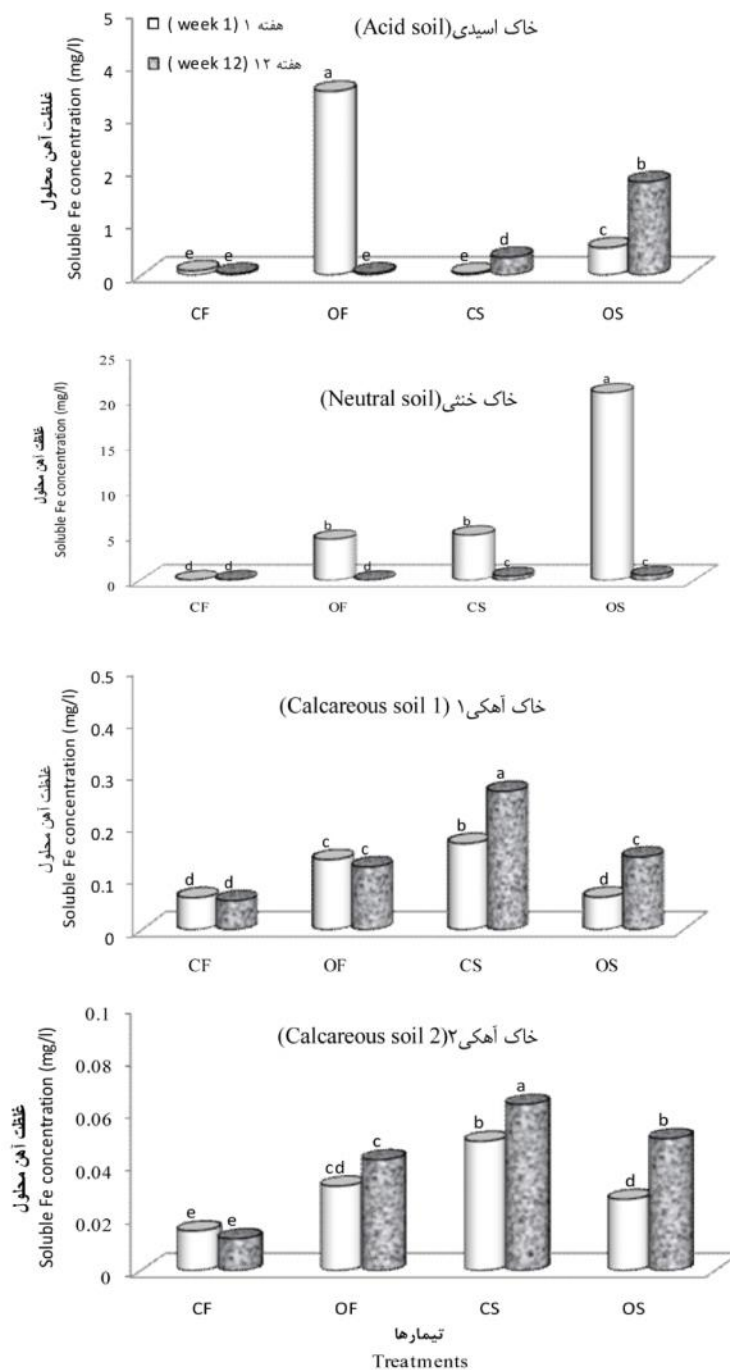 خاک اسیدی(Acid soil)
هفته ۱ (week 1)
هفته ۱۲ (week 12)
غلظت آهن محلول
Soluble Fe concentration (mg/l)
5
4
3
2
1
0
e e a e e d c b
CF OF CS OS
خاک خنثی(Neutral soil)
غلظت آهن محلول
Soluble Fe concentration (mg/l)
25
20
15
10
5
0
d d b d b c a c
CF OF CS OS
خاک آهکی۱ (Calcareous soil 1)
غلظت آهن محلول
Soluble Fe concentration (mg/l)
0.5
0.4
0.3
0.2
0.1
0
d d c c b a d c
CF OF CS OS
خاک آهکی۲(Calcareous soil 2)
غلظت آهن محلول
Soluble Fe concentration (mg/l)
0.1
0.08
0.06
0.04
0.02
0
e e cd c b a d b
CF OF CS OS
تیمارها
Treatments